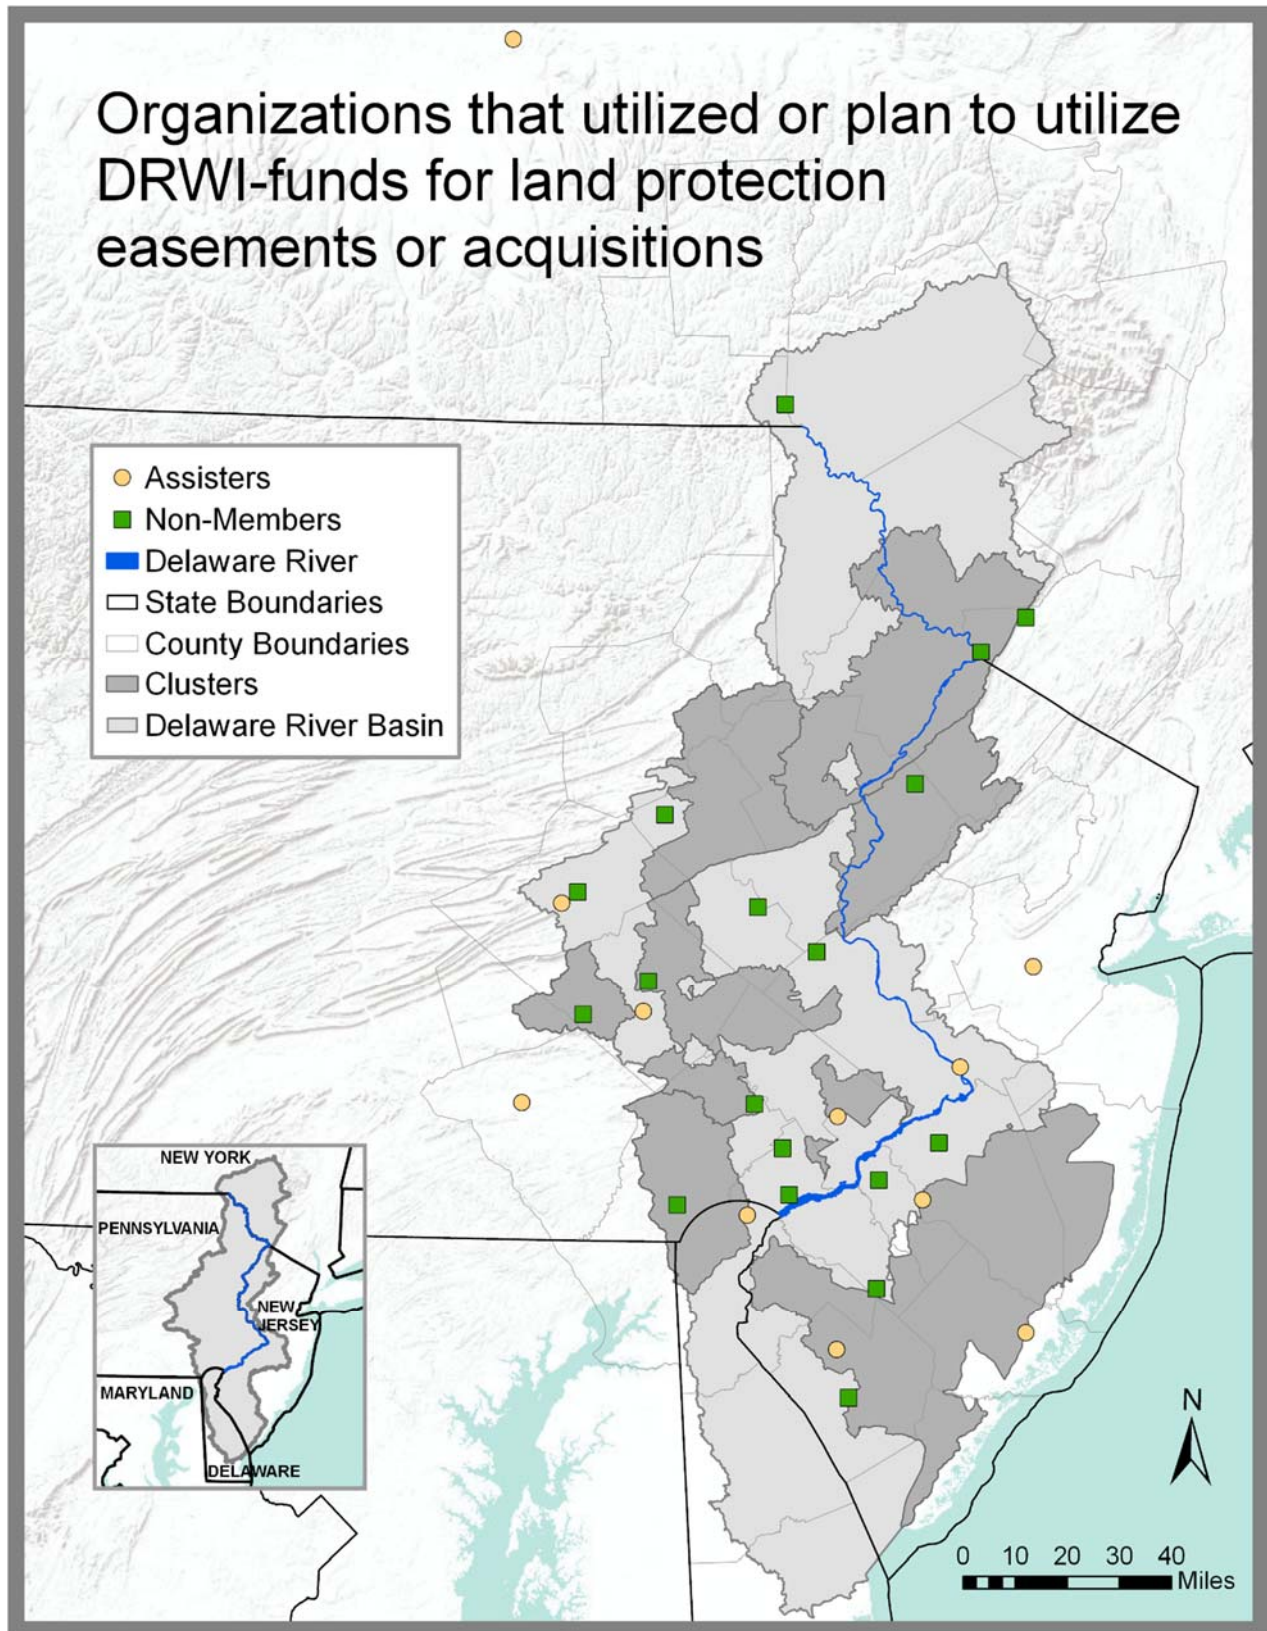 Organizations that utilized or plan to utilize
DRWI-funds for land protection
easements or acquisitions
Assisters
Non-Members
Delaware River
State Boundaries
County Boundaries
Clusters
Delaware River Basin
NEW YORK
PENNSYLVANIA
NEW
JERSEY
MARYLAND
DELAWARE
N
0 10 20 30 40
Miles